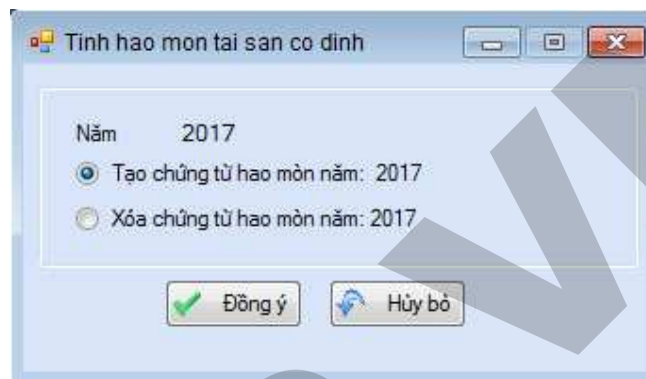 Tinh hao mon tai san co dinh
Năm 2017
Tạo chứng từ hao mòn năm: 2017
Xóa chứng từ hao mòn năm: 2017
Đồng ý Hủy bỏ